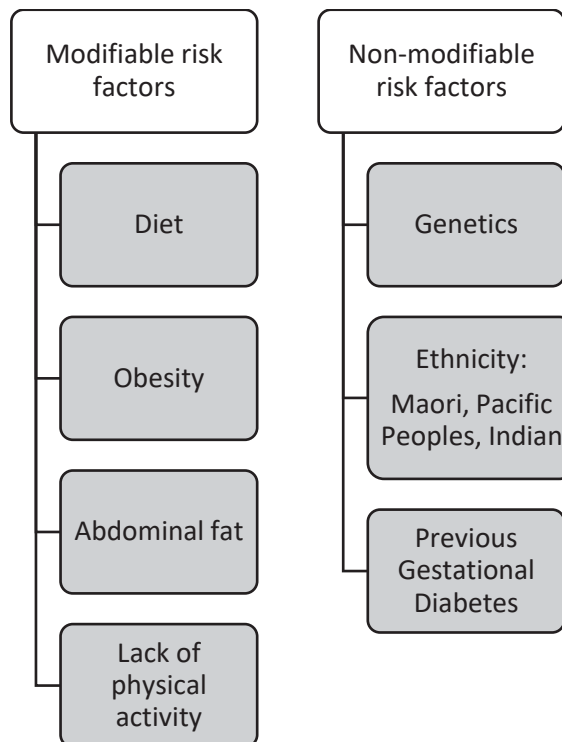 Modifiable risk
factors
Diet
Obesity
Abdominal fat
Lack of
physical
activity
Non-modifiable
risk factors
Genetics
Ethnicity:
Maori, Pacific
Peoples, Indian
Previous
Gestational
Diabetes